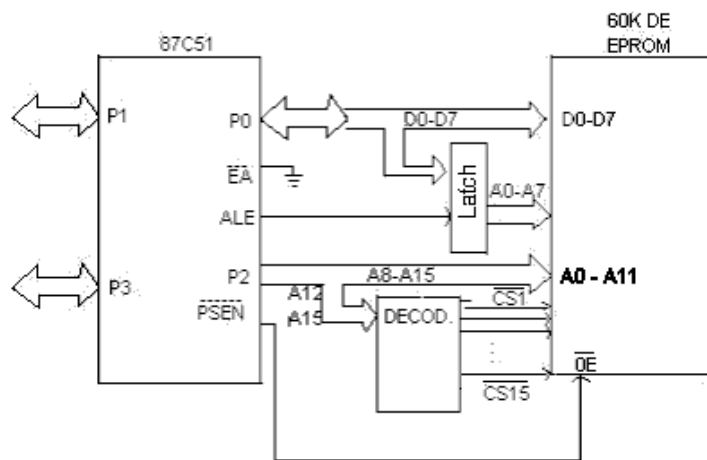 60K DE
EPROM
87C51
P1
P0
D0-D7
D0-D7
EA
Latch
A0-A7
ALE
P2
A8-A15
A0 - A11
P3
A12
CS1
PSEN
A15
DECOD.
0E
CS15